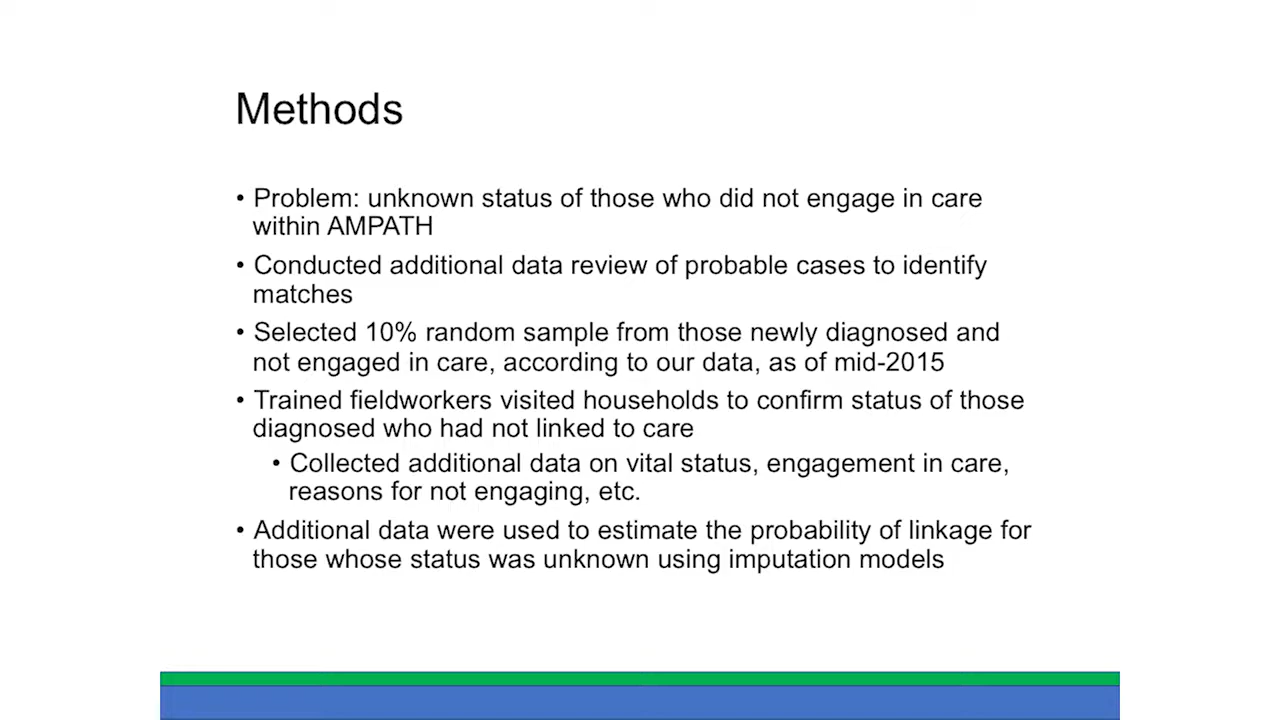 Methods
• Problem: unknown status of those who did not engage in care
within AMPATH
• Conducted additional data review of probable cases to identify
matches
• Selected 10% random sample from those newly diagnosed and
not engaged in care, according to our data, as of mid-2015
• Trained fieldworkers visited households to confirm status of those
diagnosed who had not linked to care
• Collected additional data on vital status, engagement in care,
reasons for not engaging, etc.
• Additional data were used to estimate the probability of linkage for
those whose status was unknown using imputation models